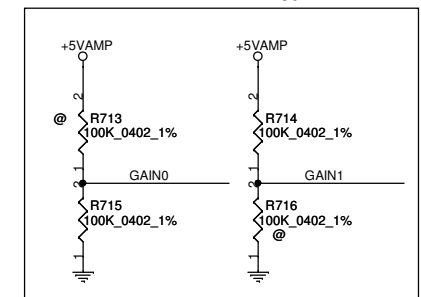 +5VAMP
+5VAMP
2
2
@
R713
100K_0402_1%
R714
100K_0402_1%
1
1
GAIN0
GAIN1
2
2
R715
100K_0402_1%
R716
100K_0402_1%
@
1
1